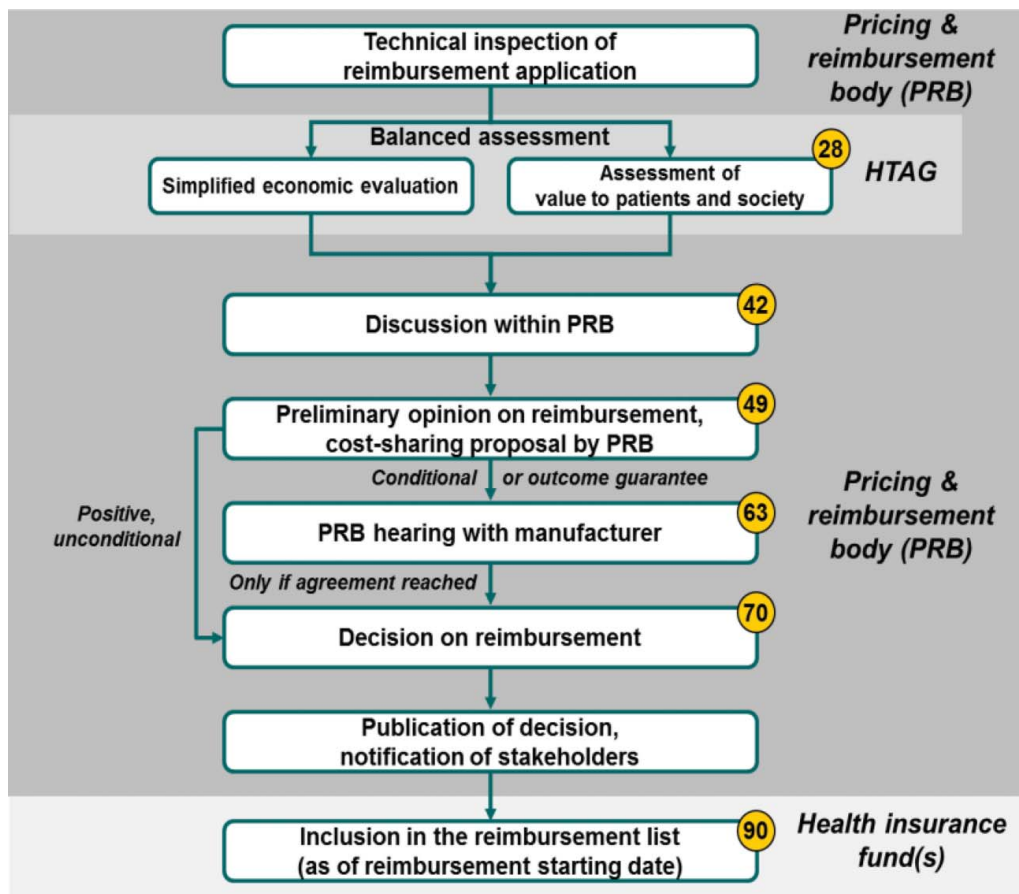 Technical inspection of
reimbursement application
Pricing &
reimbursement
body (PRB)
Balanced assessment
Simplified economic evaluation
Assessment of
value to patients and society
28
HTAG
Discussion within PRB
42
Preliminary opinion on reimbursement,
cost-sharing proposal by PRB
49
Conditional or outcome guarantee
Positive,
unconditional
PRB hearing with manufacturer
63
Pricing &
reimbursement
body (PRB)
Only if agreement reached
Decision on reimbursement
70
Publication of decision,
notification of stakeholders
Inclusion in the reimbursement list
(as of reimbursement starting date)
90
Health insurance
fund(s)